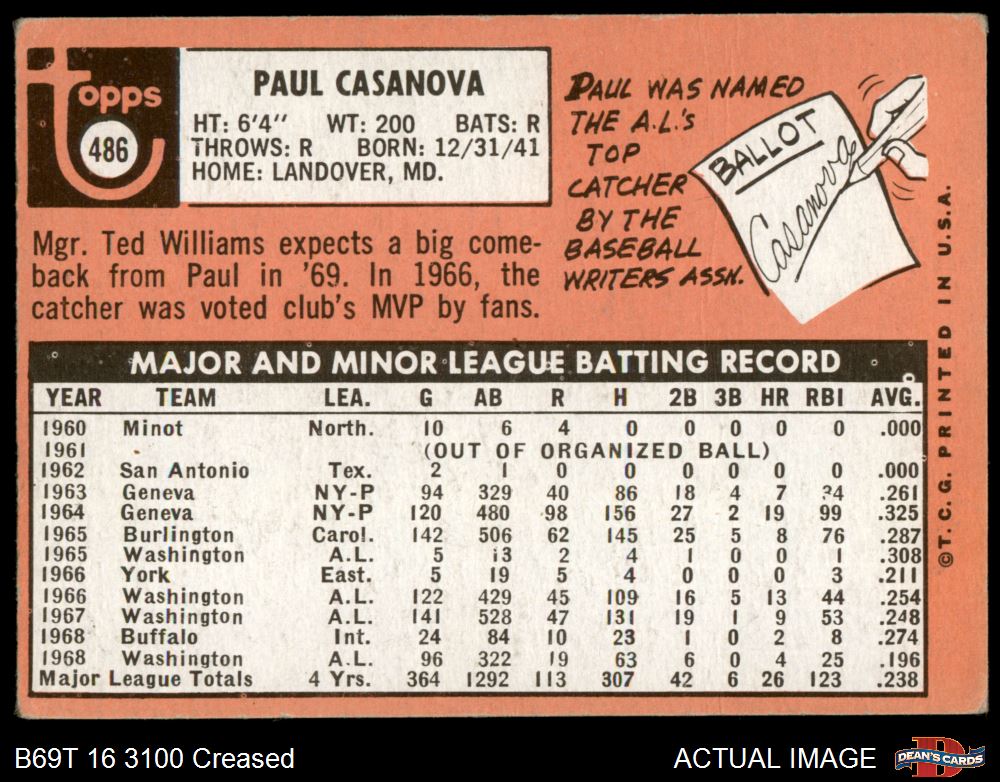 Topps
486
PAUL CASANOVA
HT: 6'4" WT: 200 BATS: R
THROWS: R BORN: 12/31/41
HOME: LANDOVER, MD.
PAUL WAS NAMED
THE A.L.'S
TOP
CATCHER
BY THE
BASEBALL
WRITERS ASSN.
BALLOT
Casanova
Mgr. Ted Williams expects a big come-
back from Paul in '69. In 1966, the
catcher was voted club's MVP by fans.
MAJOR AND MINOR LEAGUE BATTING RECORD
YEAR TEAM LEA. G AB R H 2B 3B HR RBI AVG.
1960 Minot North. 10 6 4 0 0 0 0 0 .000
1961 (OUT OF ORGANIZED BALL)
1962 San Antonio Tex. 2 1 0 0 0 0 0 0 .000
1963 Geneva NY-P 94 329 40 86 18 4 7 34 .261
1964 Geneva NY-P 120 480 98 156 27 2 19 99 .325
1965 Burlington Carol. 142 506 62 145 25 5 8 76 .287
1965 Washington A.L. 5 13 2 4 1 0 0 1 .308
1966 York East. 5 19 5 4 0 0 0 3 .211
1966 Washington A.L. 122 429 45 109 16 5 13 44 .254
1967 Washington A.L. 141 528 47 131 19 1 9 53 .248
1968 Buffalo Int. 24 84 10 23 1 0 2 8 .274
1968 Washington A.L. 96 322 19 63 6 0 4 25 .196
Major League Totals 4 Yrs. 364 1292 113 307 42 6 26 123 .238
©T.C.G. PRINTED IN U.S.A.
B69T 16 3100 Creased
ACTUAL IMAGE
D
DEAN'S CARDS